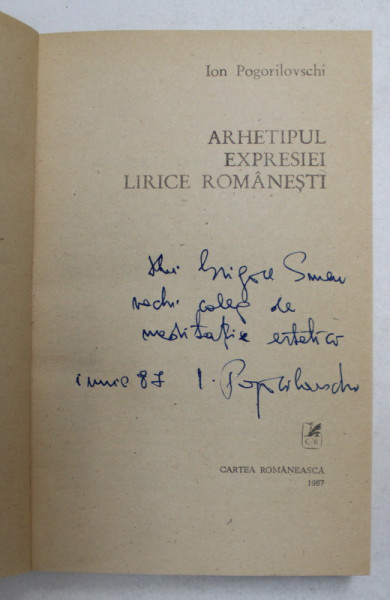 Ion Pogorilovschi
ARHETIPUL
EXPRESIEI
LIRICE ROMÂNEȘTI
lui Grigore Smeu
vechi coleg de
meditație estetică
iunie 87 I. Pogorilovschi
C R
CARTEA ROMÂNEASCĂ
1987